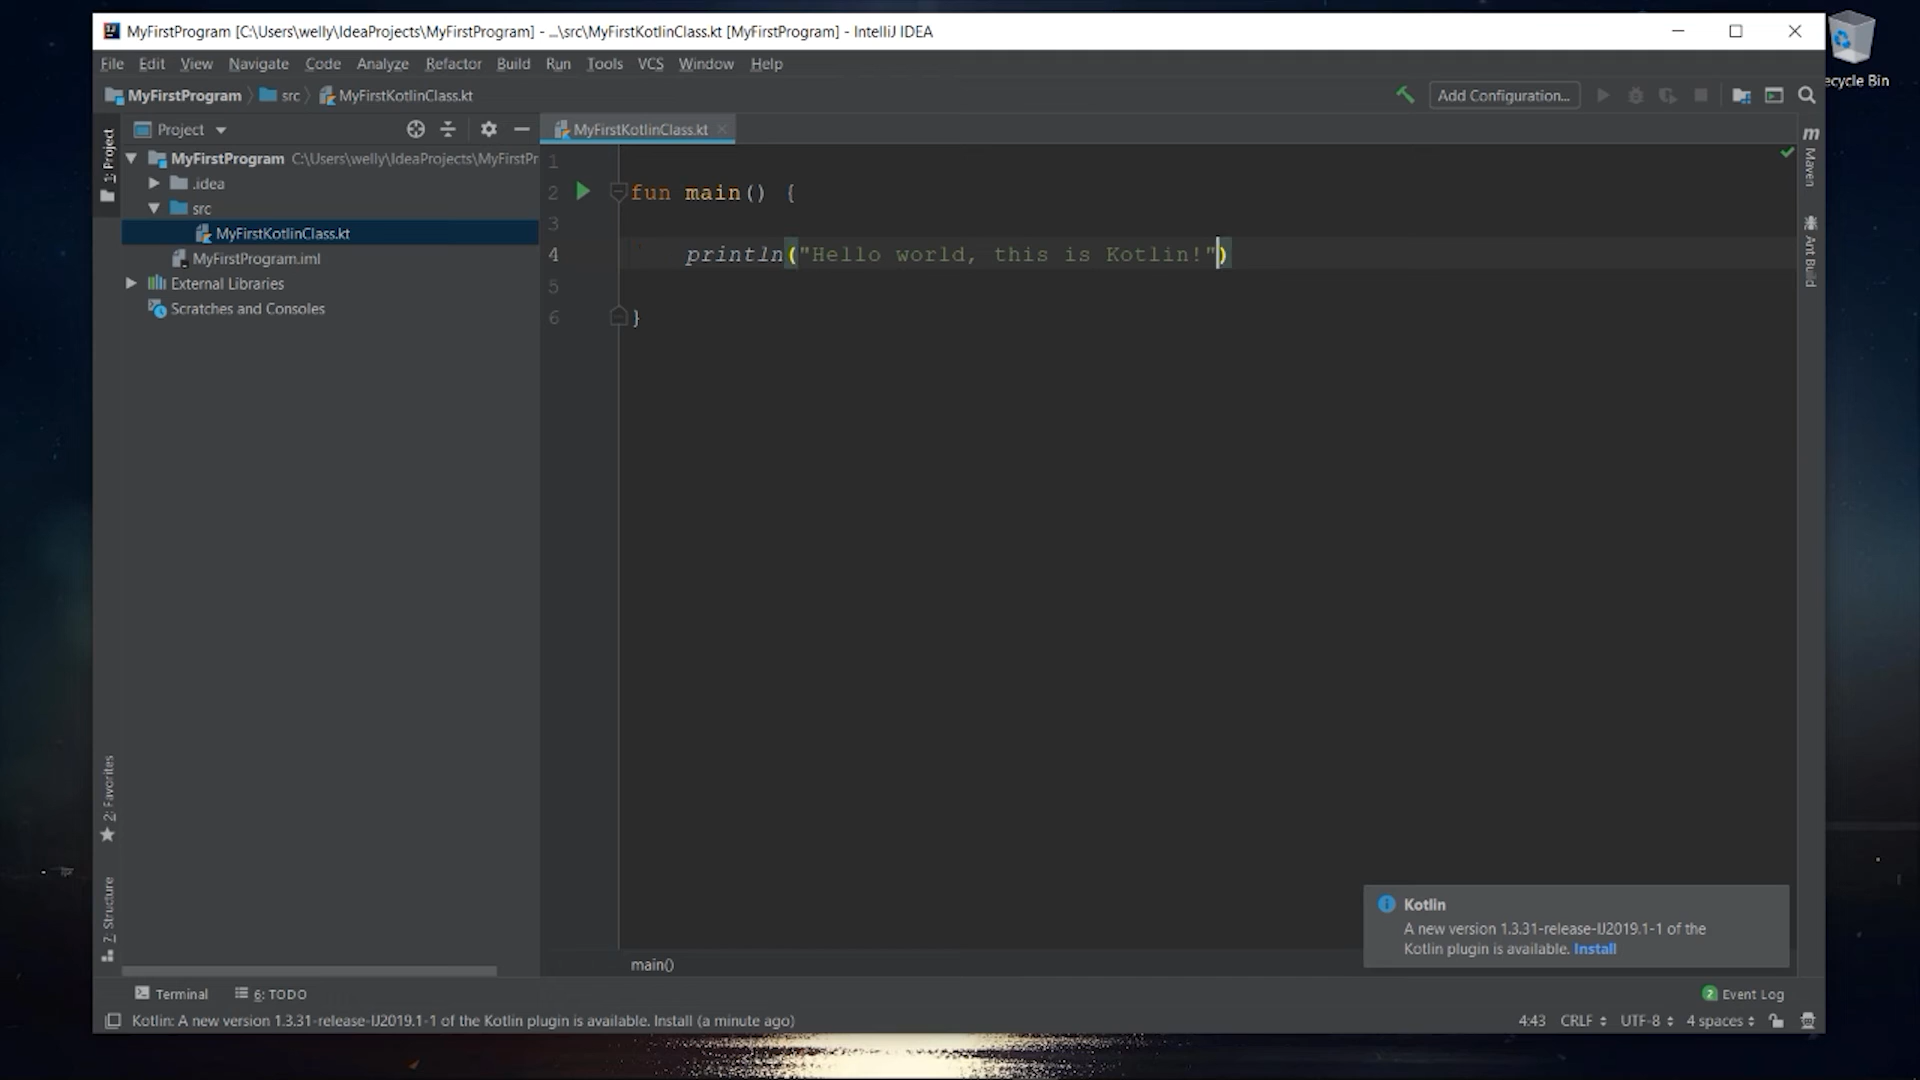 MyFirstProgram [C:\Users\welly\IdeaProjects\MyFirstProgram] - ...\src\MyFirstKotlinClass.kt [MyFirstProgram] - IntelliJ IDEA
File Edit View Navigate Code Analyze Refactor Build Run Tools VCS Window Help
ecycle Bin
MyFirstProgram src MyFirstKotlinClass.kt
Add Configuration...
1: Project
Project
MyFirstKotlinClass.kt
m Maven
Ant Build
MyFirstProgram C:\Users\welly\IdeaProjects\MyFirstPr
.idea
src
MyFirstKotlinClass.kt
MyFirstProgram.iml
External Libraries
Scratches and Consoles
1
2 fun main() {
3
4 println("Hello world, this is Kotlin!")
5
6 }
2: Favorites
7: Structure
main()
Kotlin
A new version 1.3.31-release-IJ2019.1-1 of the
Kotlin plugin is available. Install
Terminal 6: TODO
2 Event Log
Kotlin: A new version 1.3.31-release-IJ2019.1-1 of the Kotlin plugin is available. Install (a minute ago)
4:43 CRLF UTF-8 4 spaces